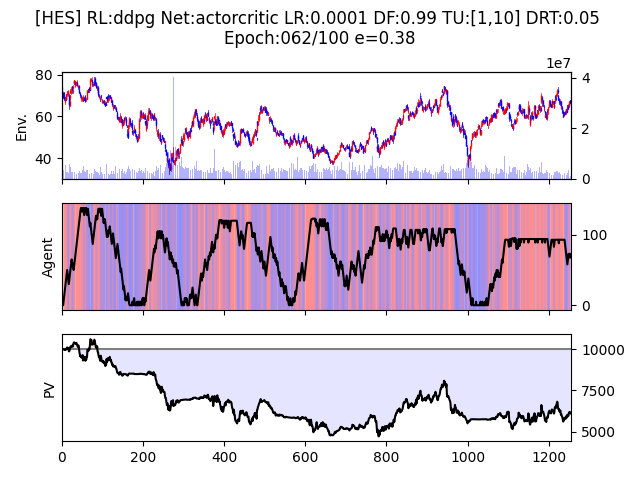 [HES] RL:ddpg Net:actorcritic LR:0.0001 DF:0.99 TU:[1,10] DRT:0.05
Epoch:062/100 e=0.38
1e7
80
60
40
Env.
4
2
0
Agent
100
0
PV
10000
7500
5000
0 200 400 600 800 1000 1200